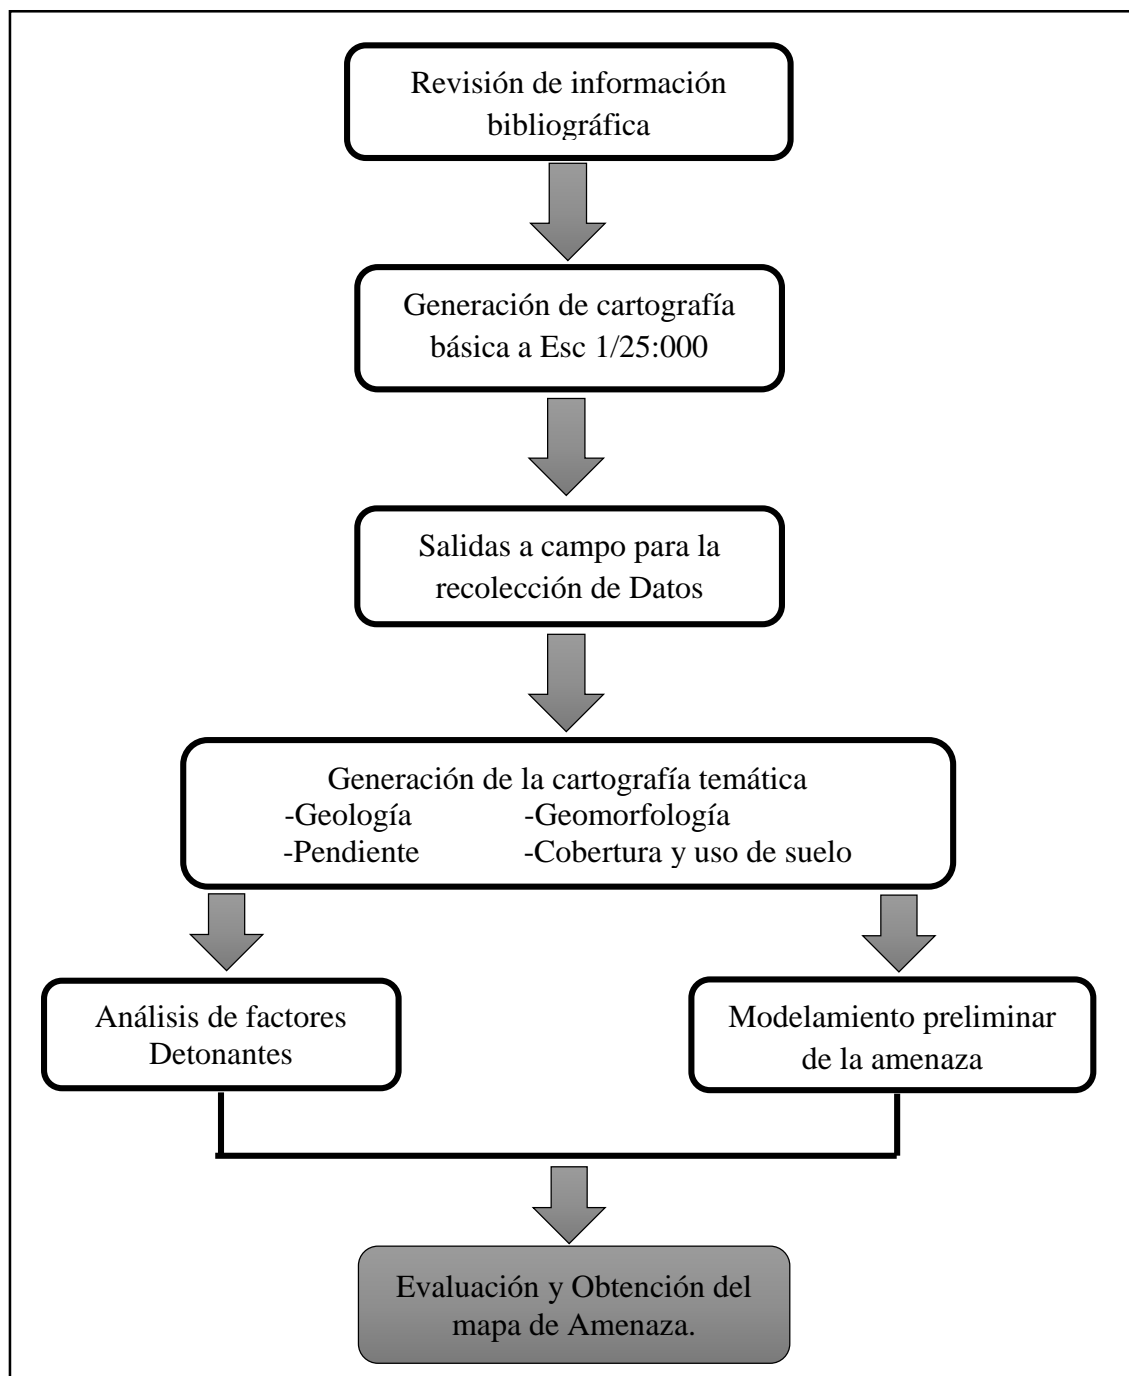 Revisión de información
bibliográfica
Generación de cartografía
básica a Esc 1/25:000
Salidas a campo para la
recolección de Datos
Generación de la cartografía temática
-Geología -Geomorfología
-Pendiente -Cobertura y uso de suelo
Análisis de factores
Detonantes
Modelamiento preliminar
de la amenaza
Evaluación y Obtención del
mapa de Amenaza.